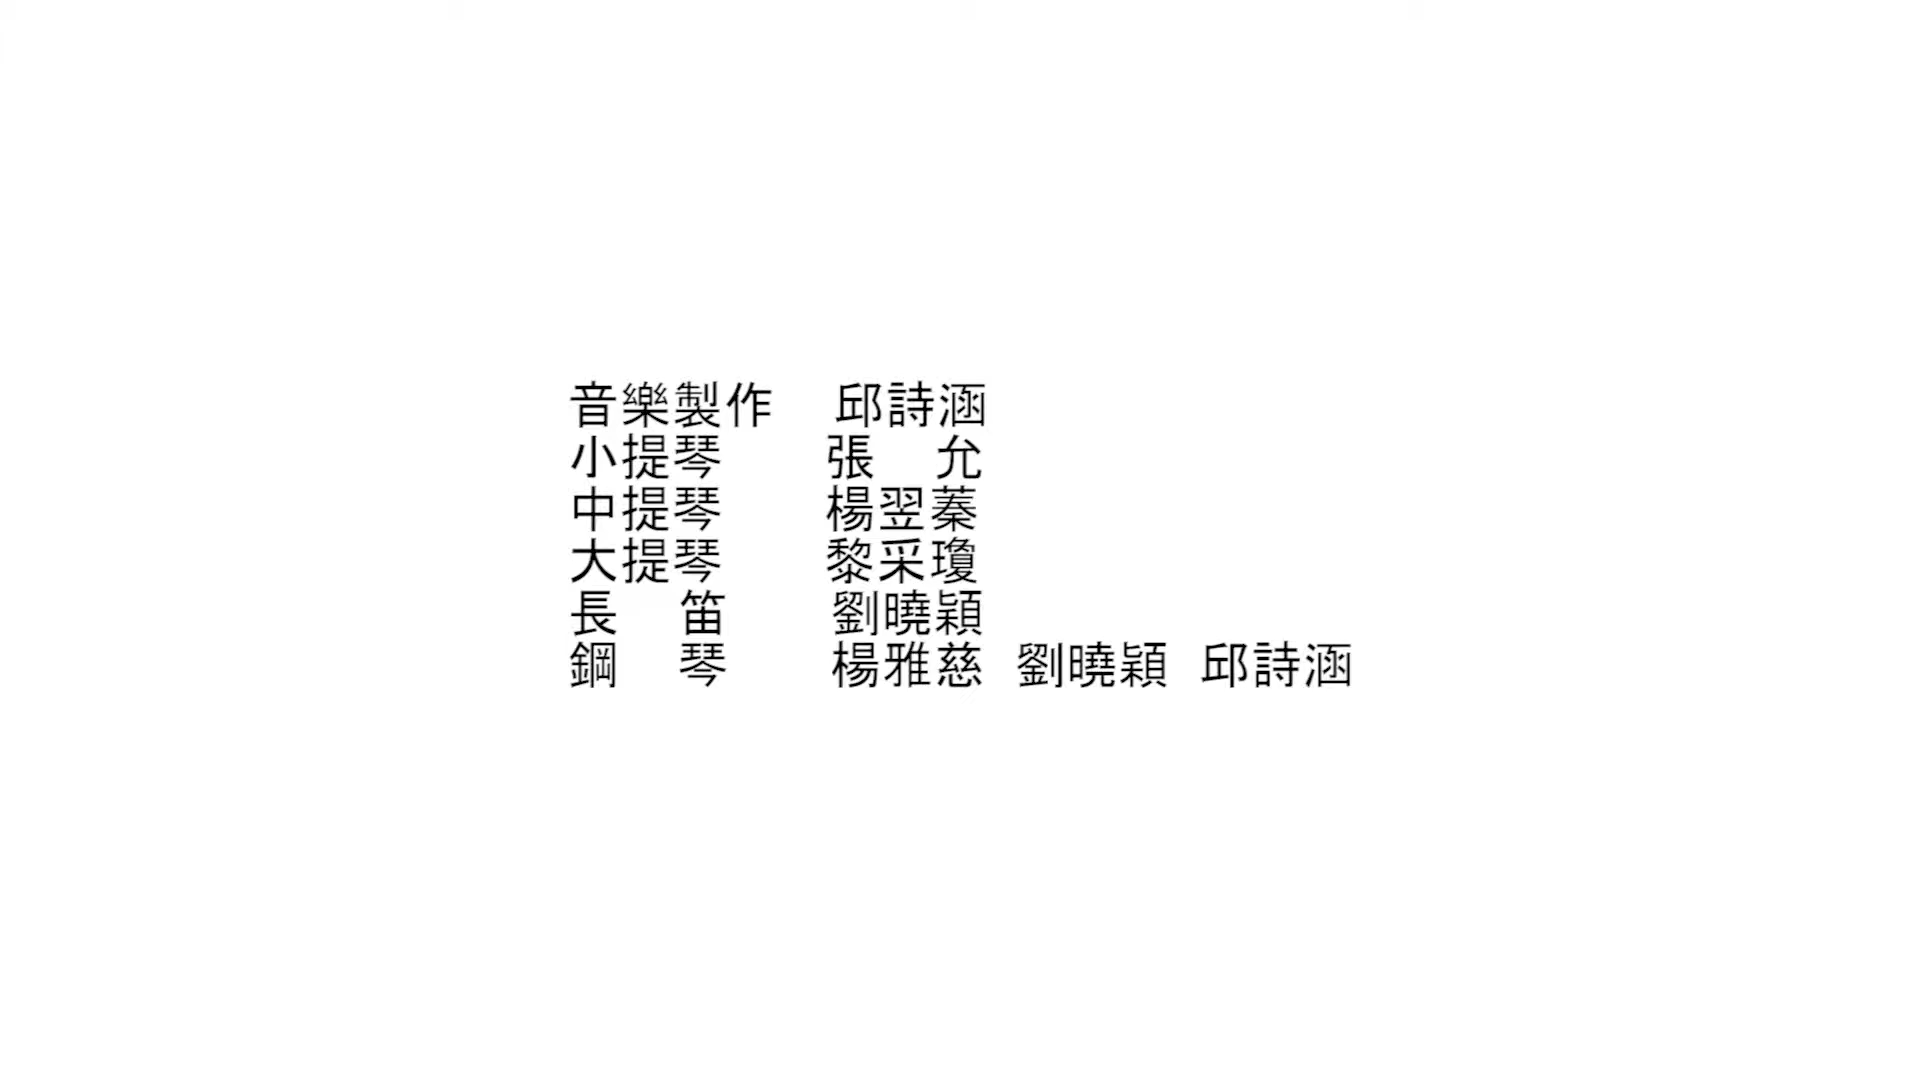 音樂製作 邱詩涵
小提琴 張 允
中提琴 楊翌蓁
大提琴 黎采瓊
長 笛 劉曉穎
鋼 琴 楊雅慈 劉曉穎 邱詩涵